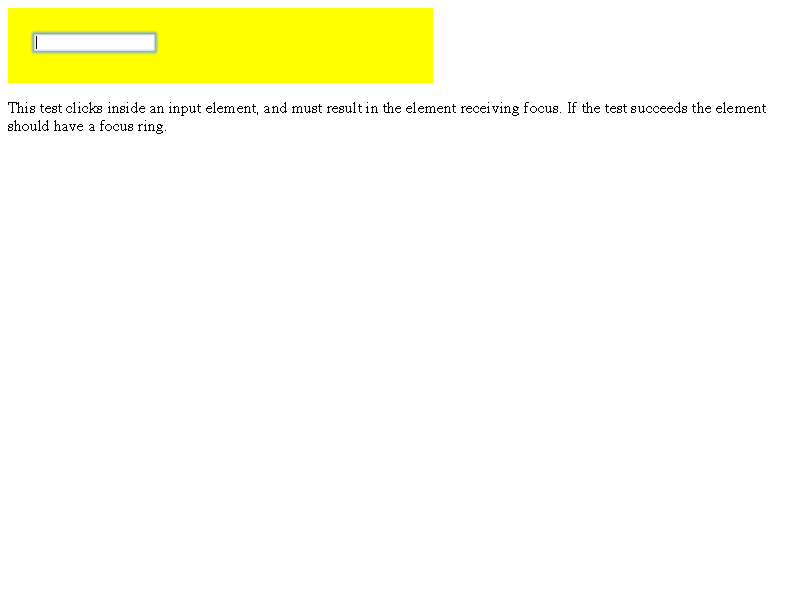 This test clicks inside an input element, and must result in the element receiving focus. If the test succeeds the element
should have a focus ring.